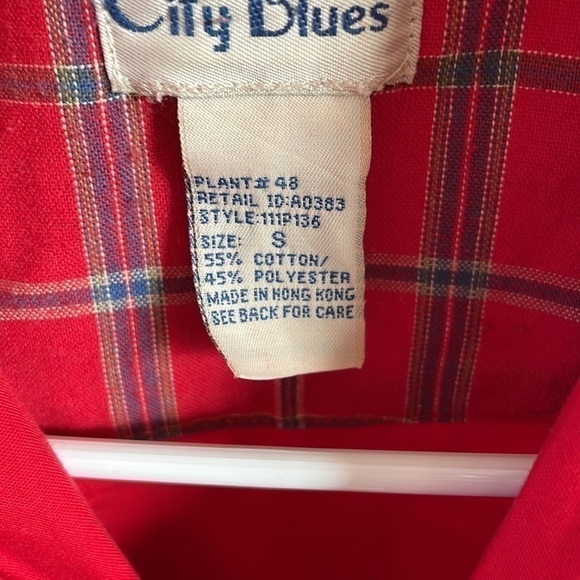 City Blues
PLANT# 48
RETAIL ID:A0383
STYLE:111P136
SIZE: S
55% COTTON/
45% POLYESTER
MADE IN HONG KONG
SEE BACK FOR CARE